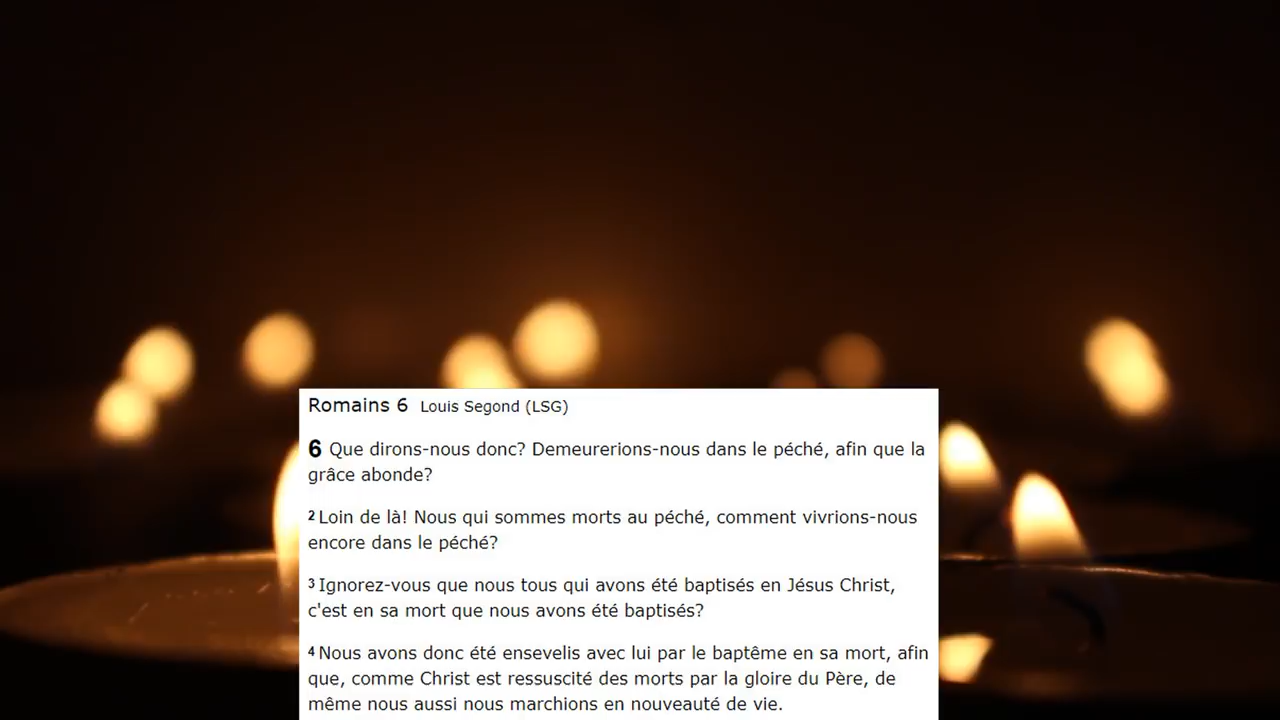 Romains 6 Louis Segond (LSG)
6 Que dirons-nous donc? Demeurerions-nous dans le péché, afin que la
grâce abonde?
2 Loin de là! Nous qui sommes morts au péché, comment vivrions-nous
encore dans le péché?
3 Ignorez-vous que nous tous qui avons été baptisés en Jésus Christ,
c'est en sa mort que nous avons été baptisés?
4 Nous avons donc été ensevelis avec lui par le baptême en sa mort, afin
que, comme Christ est ressuscité des morts par la gloire du Père, de
même nous aussi nous marchions en nouveauté de vie.